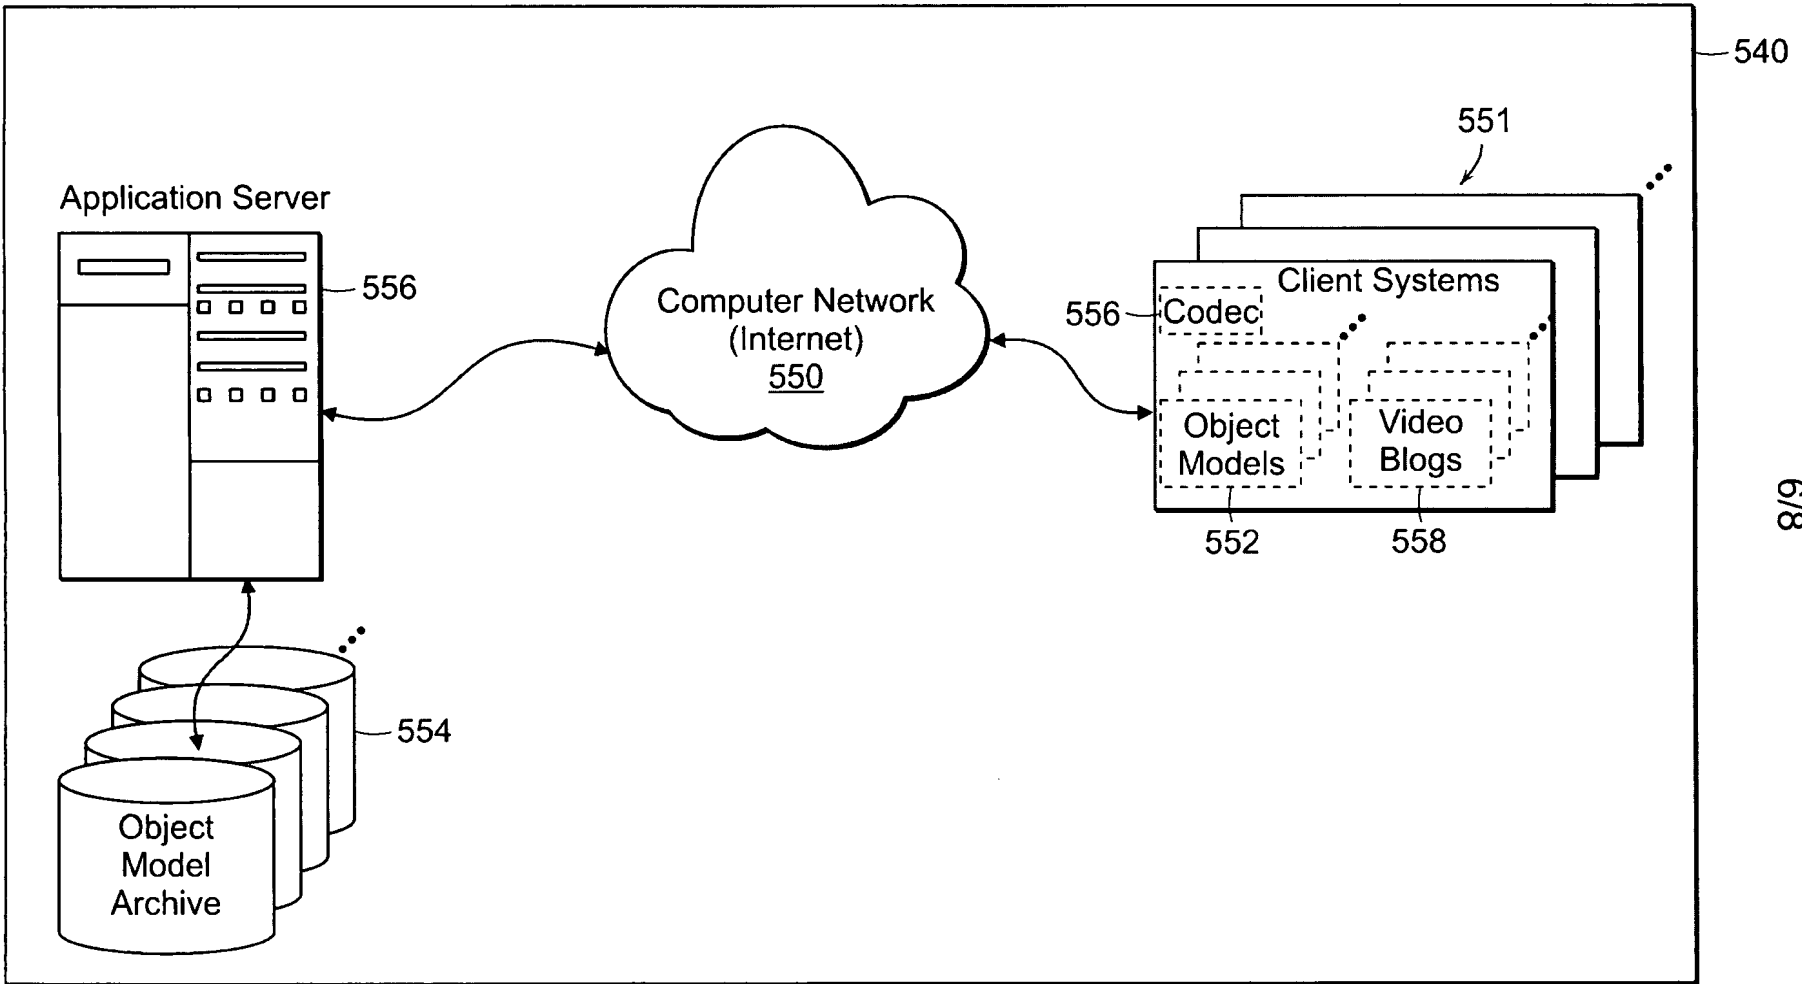 540
551
Application Server
556
Computer Network
(Internet)
550
Client Systems
556
Codec
Object
Models
Video
Blogs
552
558
554
Object
Model
Archive
6/8